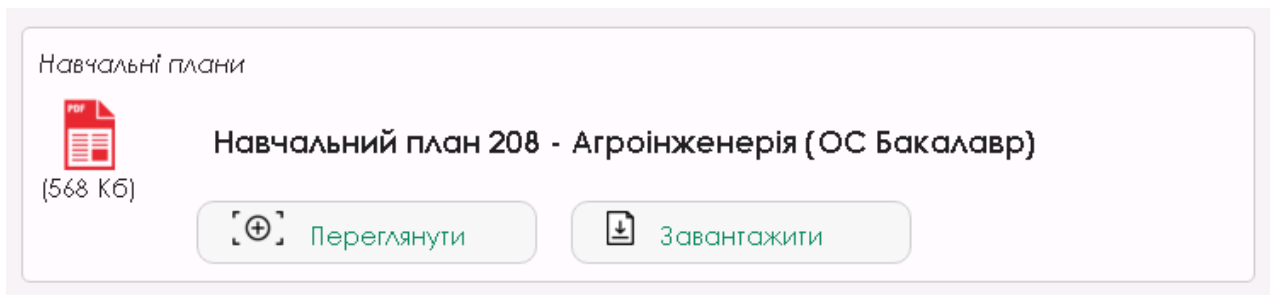 Навчальні плани
PDF
Навчальний план 208 - Агроінженерія (ОС Бакалавр)
(568 Кб)
Переглянути
Завантажити